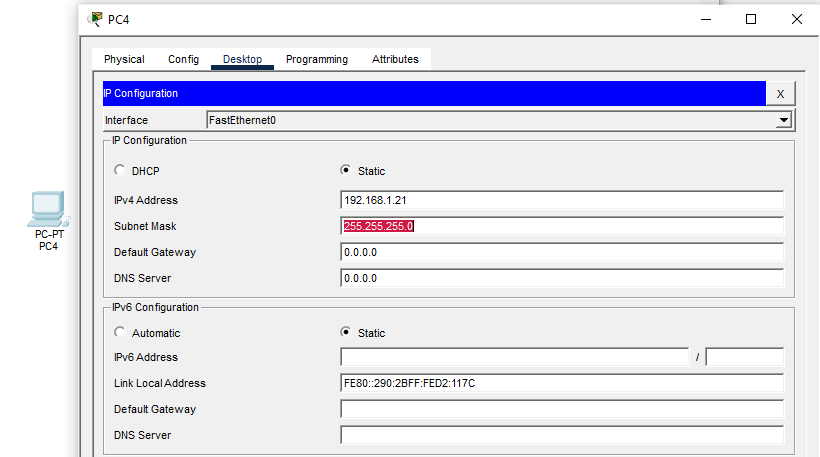 PC4
Physical Config Desktop Programming Attributes
IP Configuration X
Interface FastEthernet0
IP Configuration
DHCP Static
IPv4 Address 192.168.1.21
Subnet Mask 255.255.255.0
Default Gateway 0.0.0.0
DNS Server 0.0.0.0
IPv6 Configuration
Automatic Static
IPv6 Address /
Link Local Address FE80::290:2BFF:FED2:117C
Default Gateway
DNS Server
PC-PT
PC4